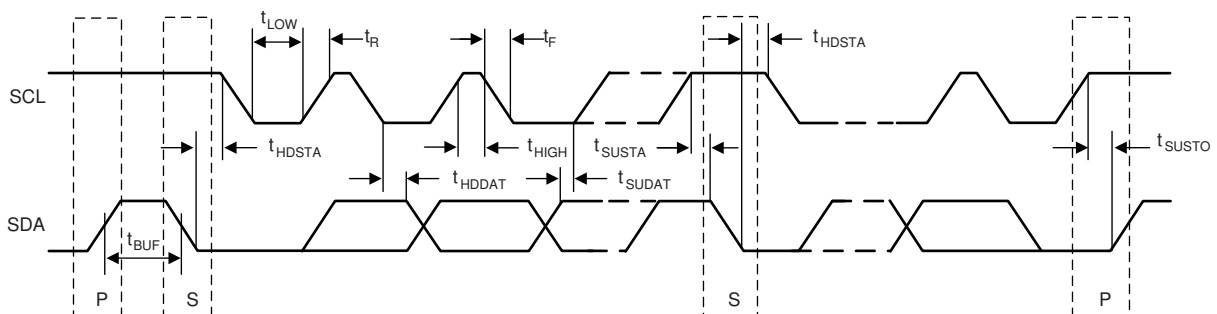 tLOW
tR
tF
tHDSTA
SCL
tHDSTA
tHIGH
tSUSTA
tSUSTO
tHDDAT
tSUDAT
SDA
tBUF
P
S
S
P